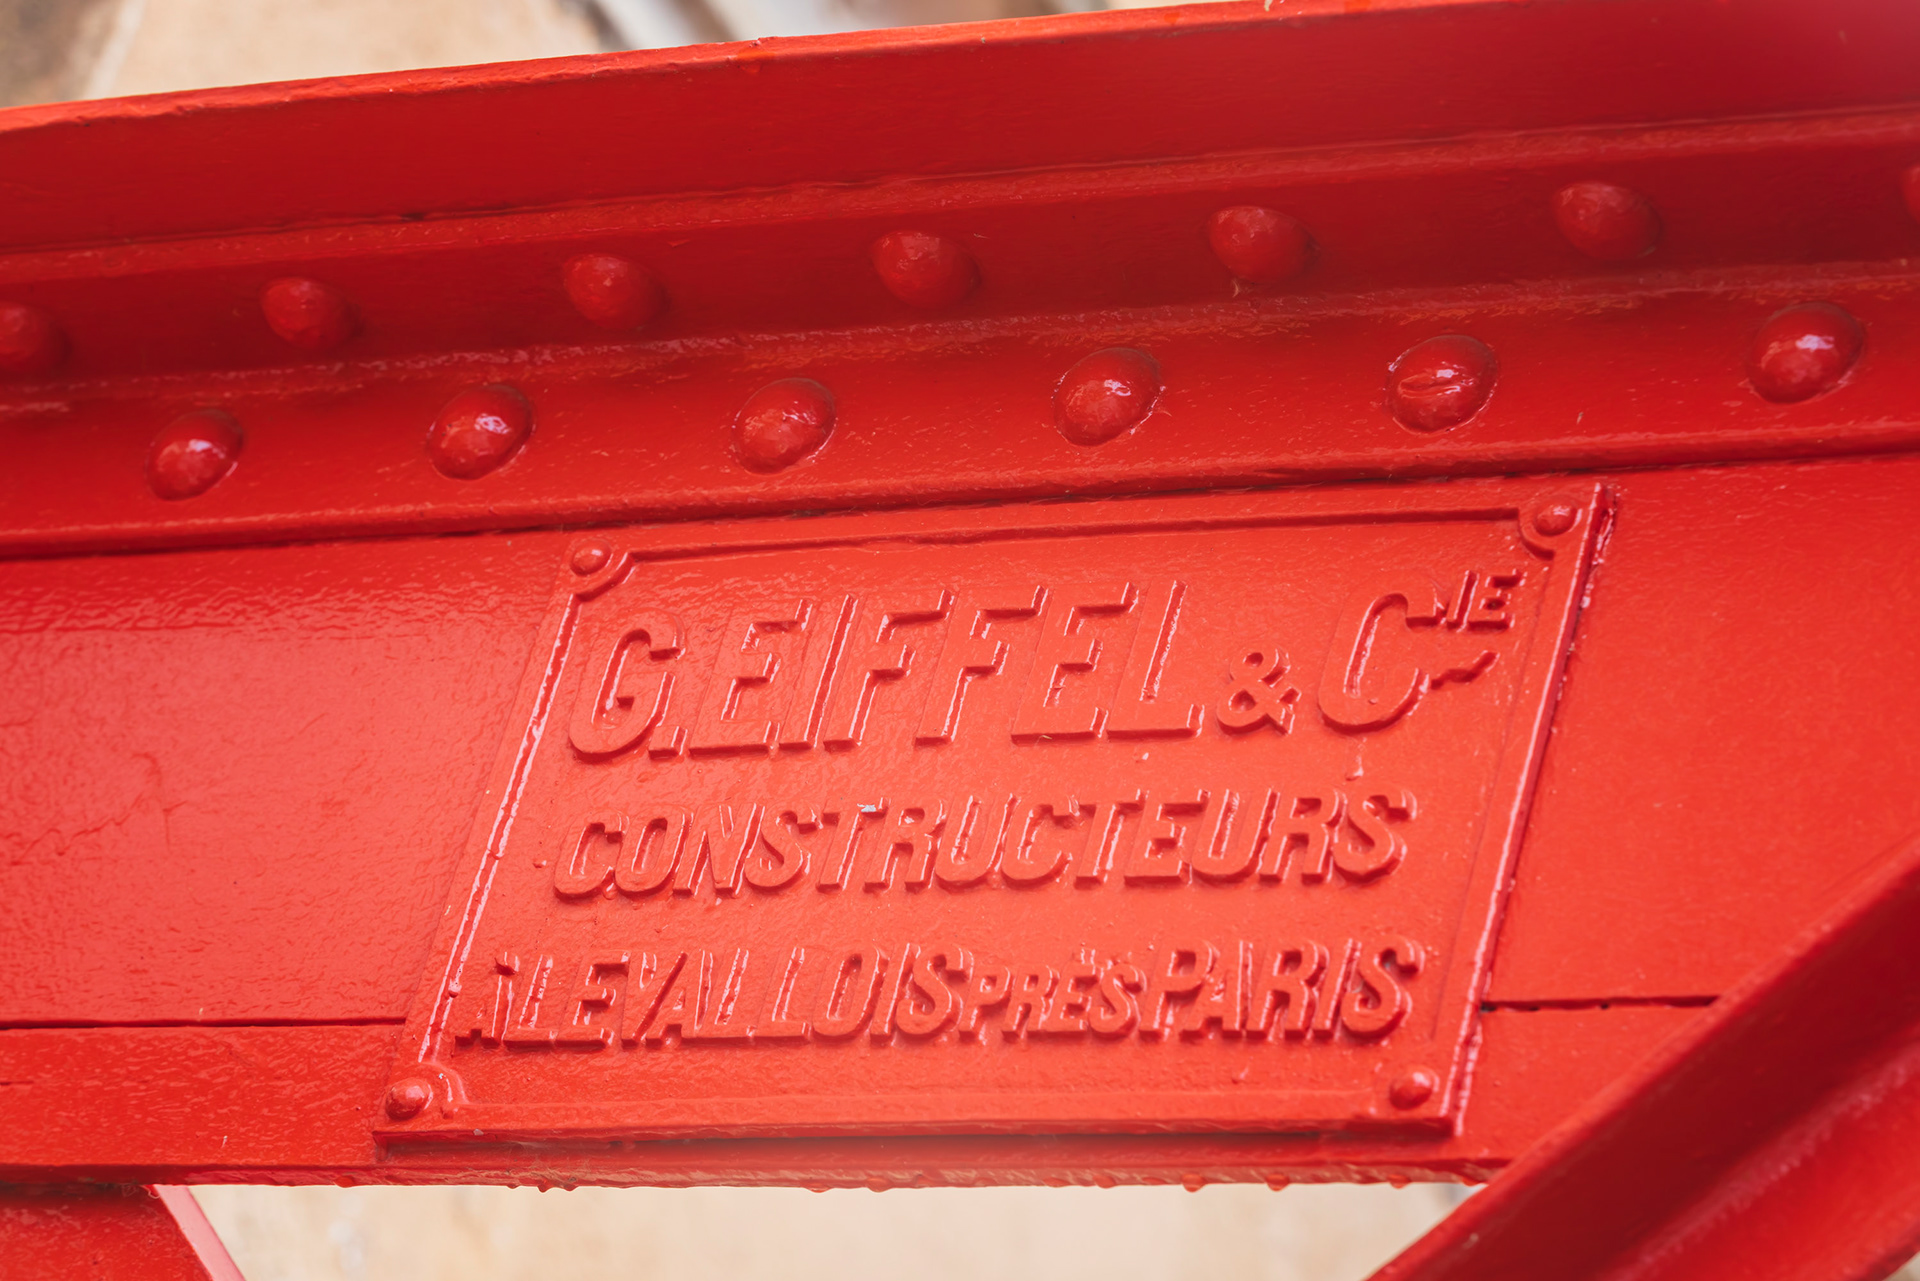 G. EIFFEL & CIE
CONSTRUCTEURS
À LEVALLOIS PRÈS PARIS